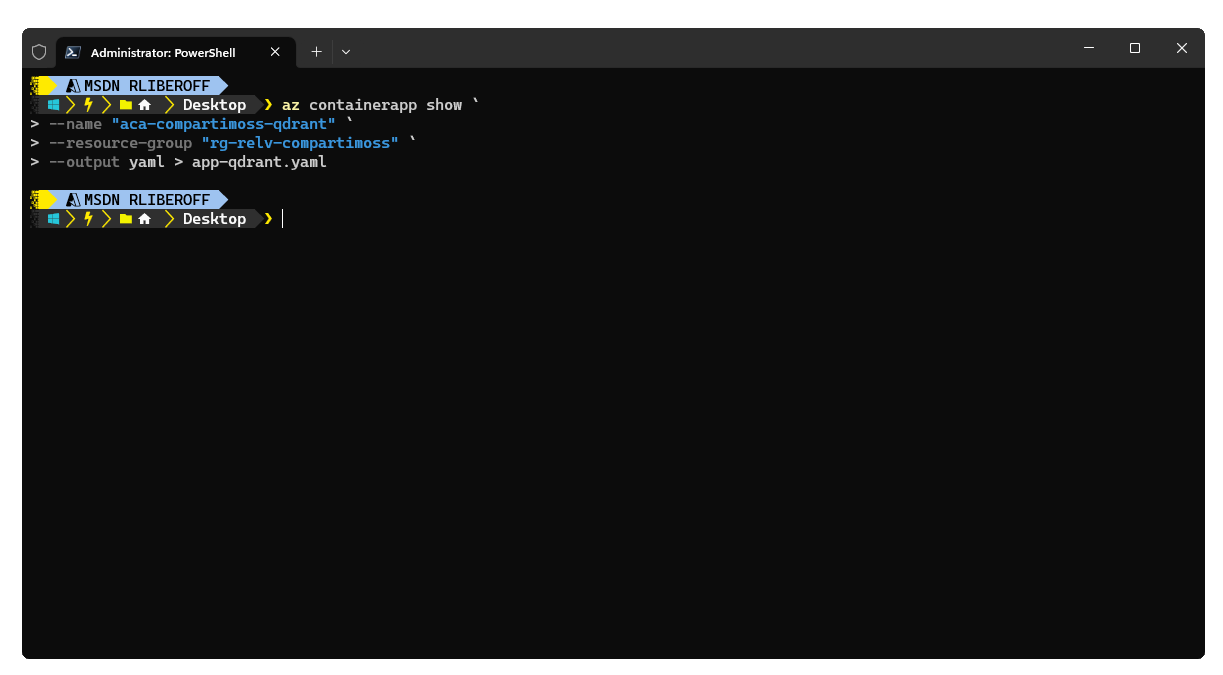 Administrator: PowerShell
MSDN RLIBEROFF
Desktop ❯ az containerapp show `
> --name "aca-compartimoss-qdrant" `
> --resource-group "rg-relv-compartimoss" `
> --output yaml > app-qdrant.yaml
MSDN RLIBEROFF
Desktop ❯